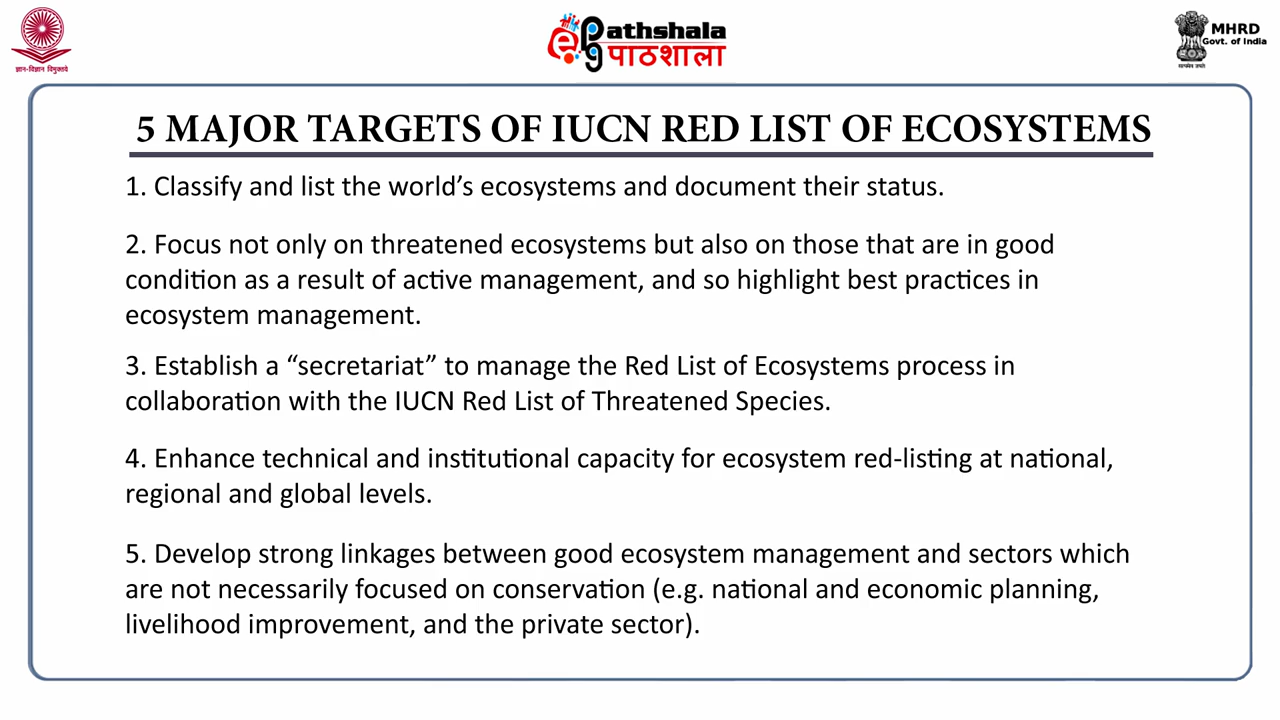 ज्ञान-विज्ञान विमुक्तये
ePG athshala
पाठशाला
MHRD
Govt. of India
सत्यमेव जयते
5 MAJOR TARGETS OF IUCN RED LIST OF ECOSYSTEMS
1. Classify and list the world’s ecosystems and document their status.
2. Focus not only on threatened ecosystems but also on those that are in good
condition as a result of active management, and so highlight best practices in
ecosystem management.
3. Establish a “secretariat” to manage the Red List of Ecosystems process in
collaboration with the IUCN Red List of Threatened Species.
4. Enhance technical and institutional capacity for ecosystem red-listing at national,
regional and global levels.
5. Develop strong linkages between good ecosystem management and sectors which
are not necessarily focused on conservation (e.g. national and economic planning,
livelihood improvement, and the private sector).